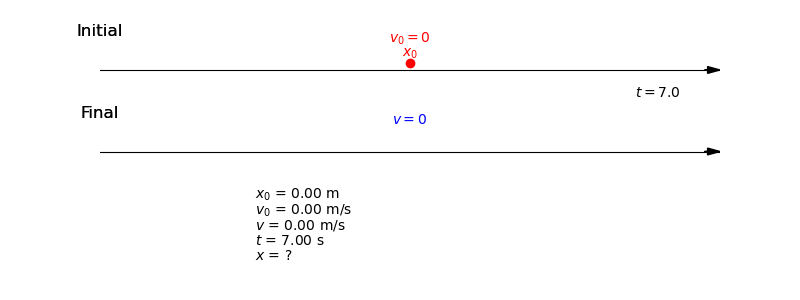 Initial
v₀ = 0
x₀
t = 7.0
Final
v = 0
x₀ = 0.00 m
v₀ = 0.00 m/s
v = 0.00 m/s
t = 7.00 s
x = ?